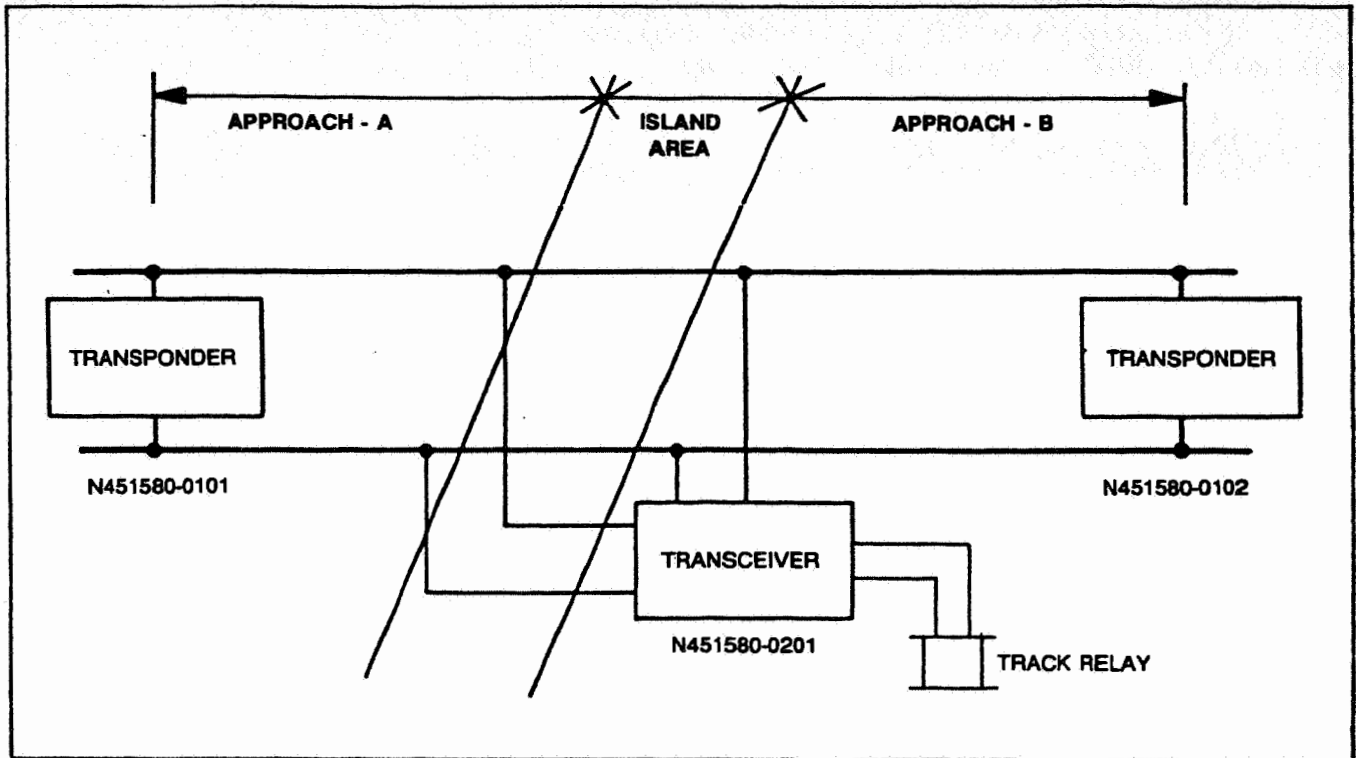 APPROACH - A
ISLAND
AREA
APPROACH - B
TRANSPONDER
TRANSPONDER
N451580-0101
N451580-0102
TRANSCEIVER
N451580-0201
TRACK RELAY